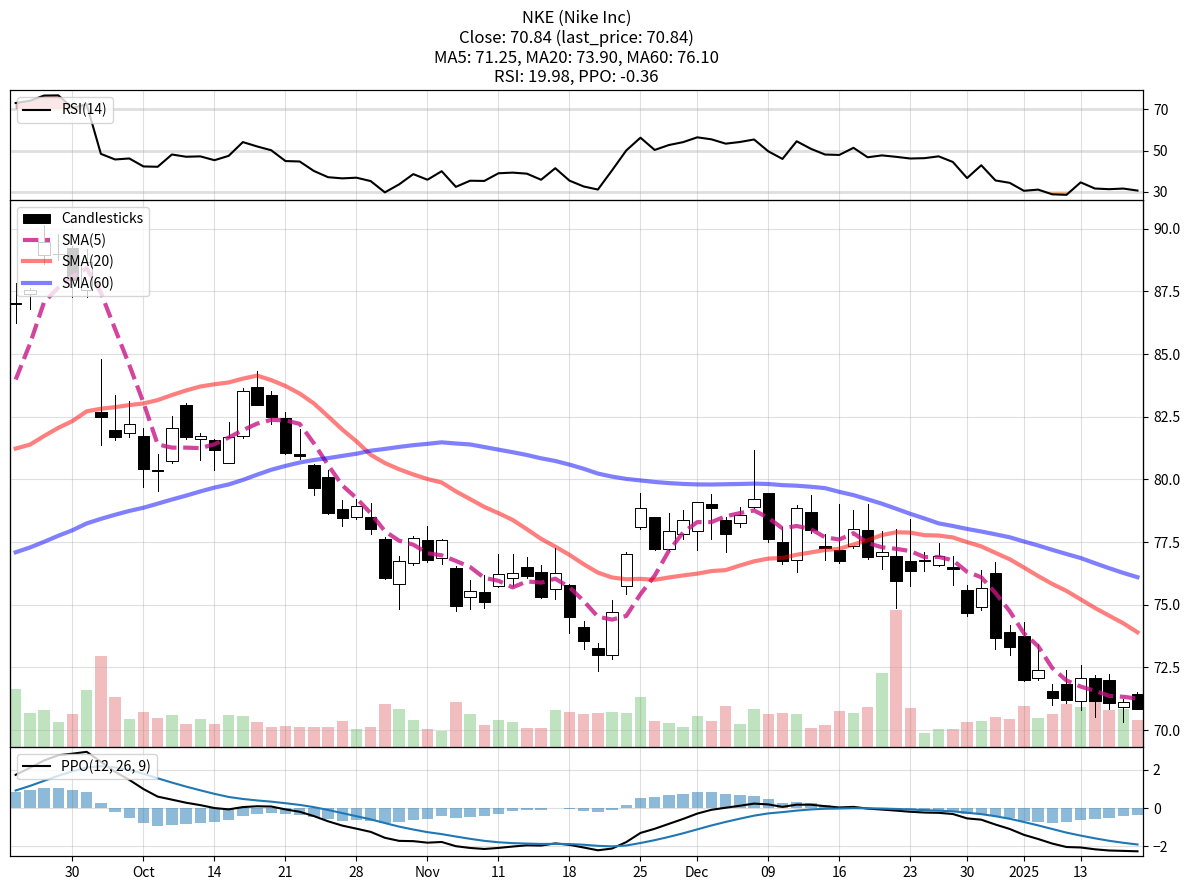 NKE (Nike Inc)
Close: 70.84 (last_price: 70.84)
MA5: 71.25, MA20: 73.90, MA60: 76.10
RSI: 19.98, PPO: -0.36
RSI(14)
70
50
30
Candlesticks
SMA(5)
SMA(20)
SMA(60)
90.0
87.5
85.0
82.5
80.0
77.5
75.0
72.5
70.0
PPO(12, 26, 9)
2
0
−2
30 Oct 14 21 28 Nov 11 18 25 Dec 09 16 23 30 2025 13